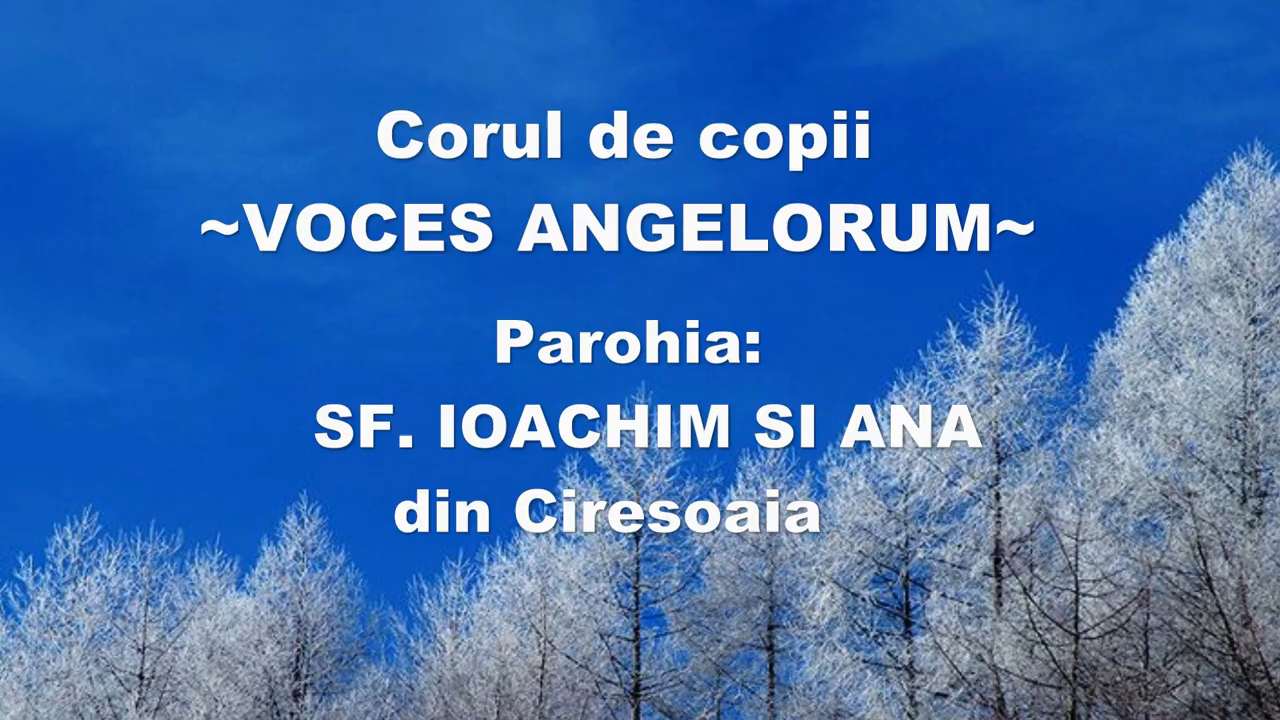 Corul de copii
~VOCES ANGELORUM~
Parohia:
SF. IOACHIM SI ANA
din Ciresoaia